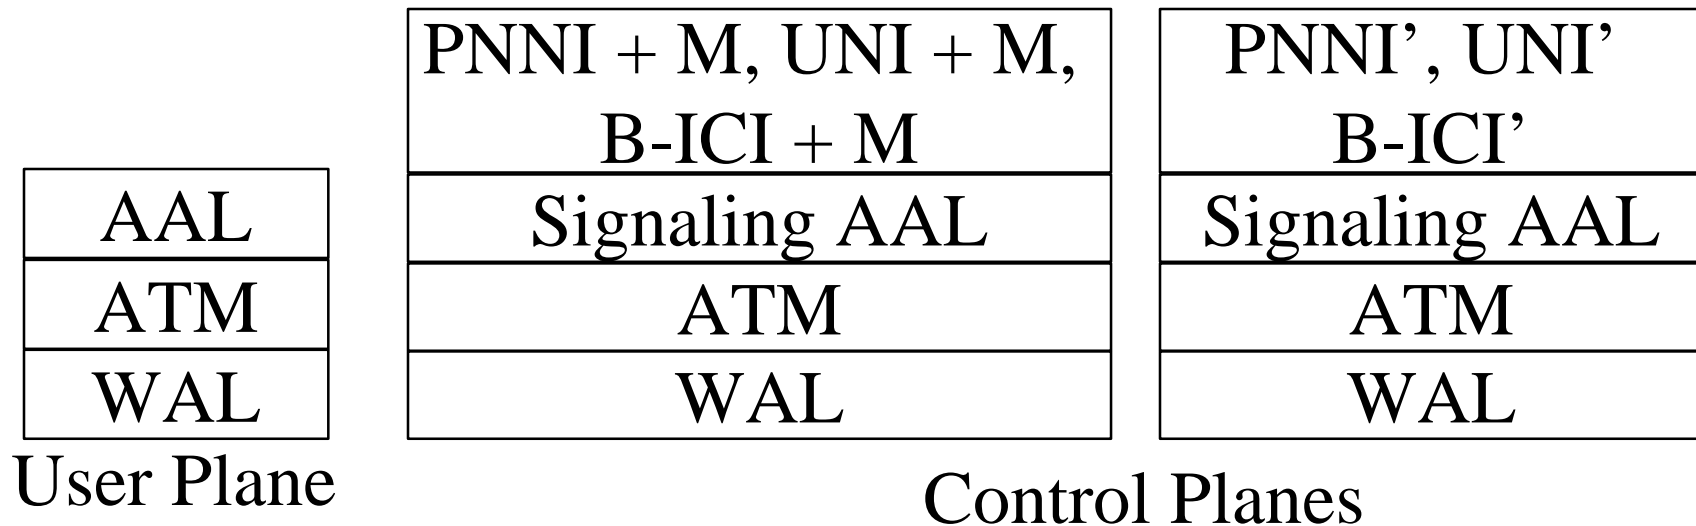 AAL
ATM
WAL
User Plane
PNNI + M, UNI + M,
B-ICI + M
Signaling AAL
ATM
WAL
PNNI’, UNI’
B-ICI’
Signaling AAL
ATM
WAL
Control Planes